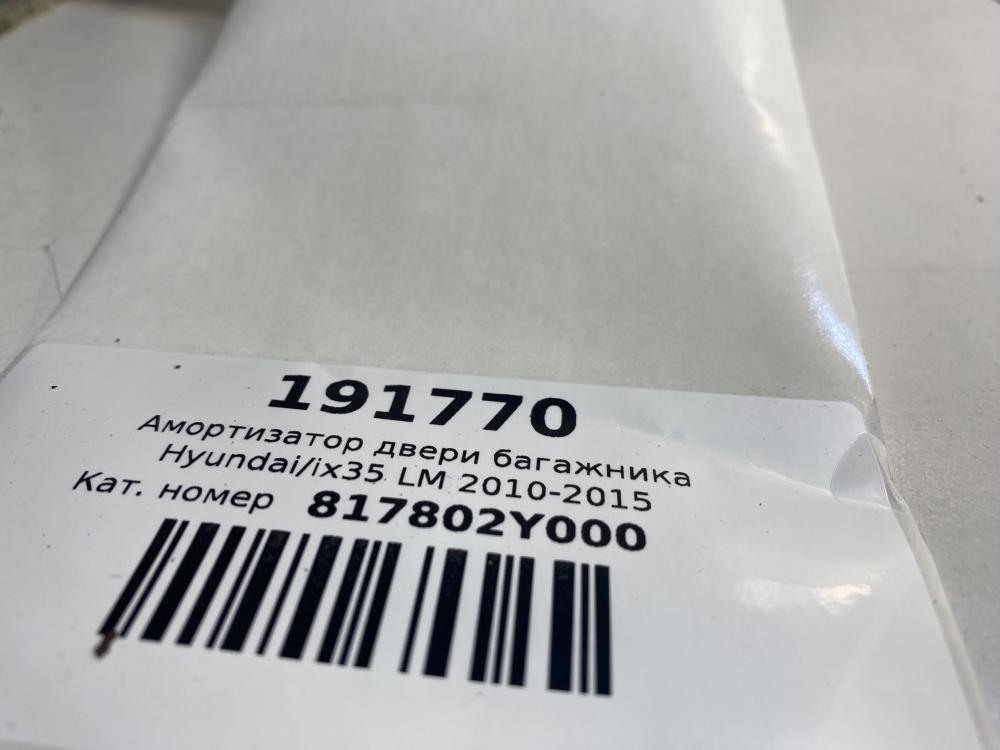 191770
Амортизатор двери багажника
Hyundai/ix35 LM 2010-2015
Кат. номер 817802Y000